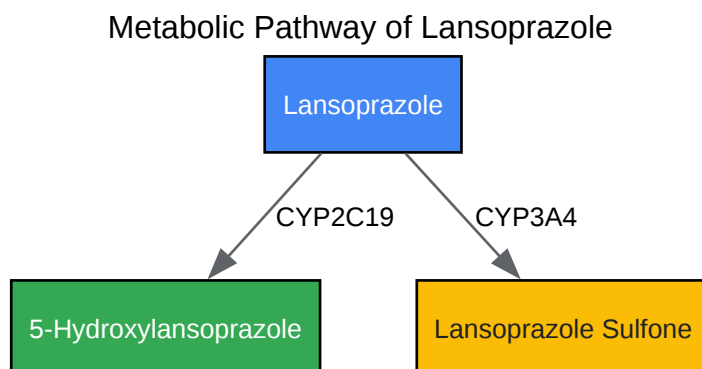 Metabolic Pathway of Lansoprazole
Lansoprazole
CYP2C19
CYP3A4
5-Hydroxylansoprazole
Lansoprazole Sulfone